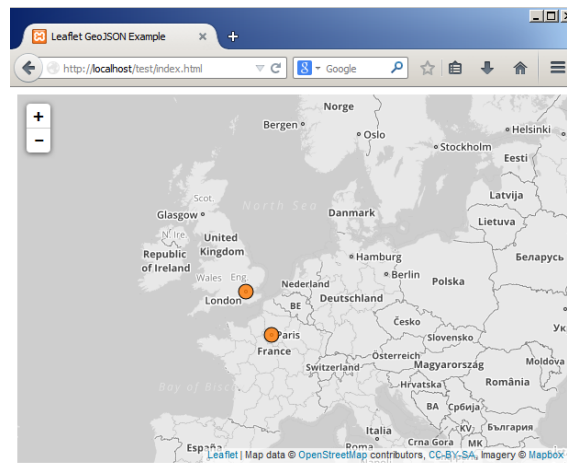 Leaflet GeoJSON Example
http://localhost/test/index.html
Google
+
−
Norge
Bergen
Oslo
Helsinki
Stockholm
Eesti
Scot.
Latvija
North Sea
Glasgow
Danmark
Lietuva
N. Ire.
United Kingdom
Republic of Ireland
Беларусь
Hamburg
Wales
Eng.
Berlin
Nederland
Polska
London
BE
Deutschland
Česko
Paris
Slovensko
France
Österreich
Magyarország
Moldova
Switzerland
Hrvatska
România
BA
Србија
Italia
KV
България
Crna Gora
MK
España
Roma
Leaflet | Map data © OpenStreetMap contributors, CC-BY-SA, Imagery © Mapbox